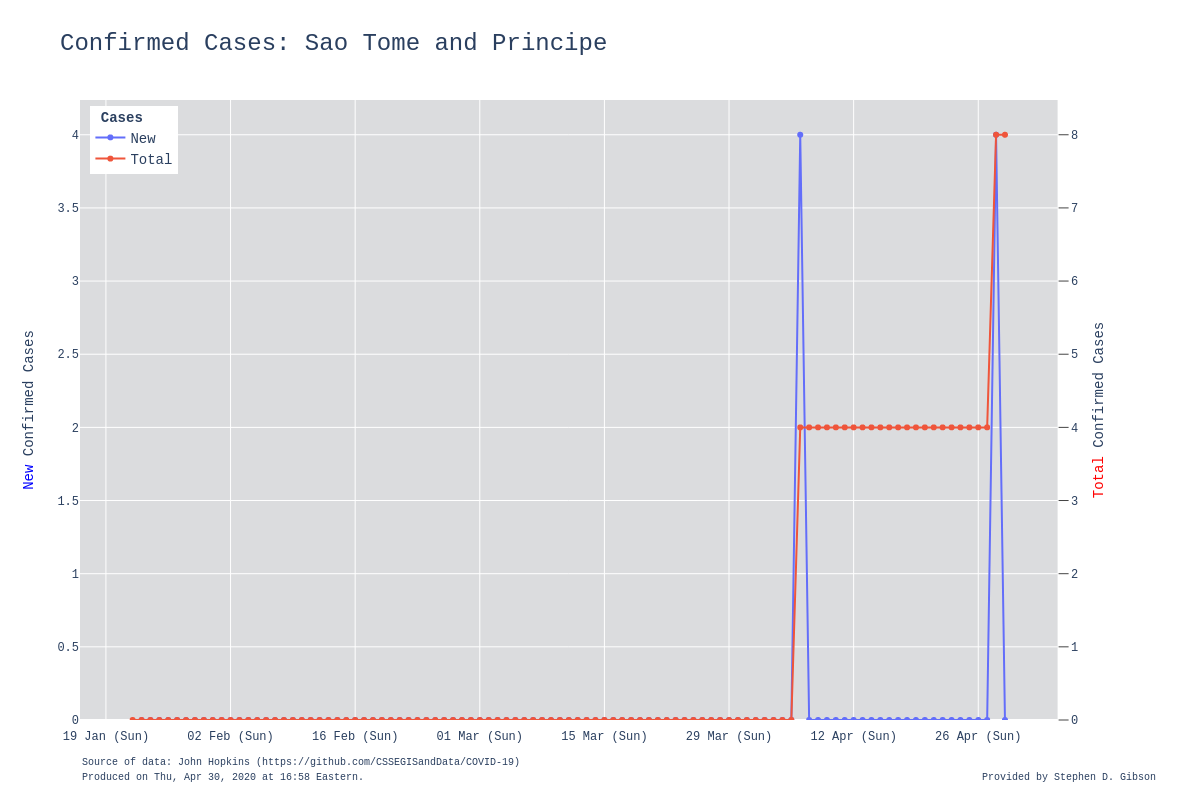 Confirmed Cases: Sao Tome and Principe
Cases
New
Total
4
3.5
3
2.5
2
1.5
1
0.5
0
New Confirmed Cases
8
7
6
5
4
3
2
1
0
Total Confirmed Cases
19 Jan (Sun) 02 Feb (Sun) 16 Feb (Sun) 01 Mar (Sun) 15 Mar (Sun) 29 Mar (Sun) 12 Apr (Sun) 26 Apr (Sun)
Source of data: John Hopkins (https://github.com/CSSEGISandData/COVID-19)
Produced on Thu, Apr 30, 2020 at 16:58 Eastern.
Provided by Stephen D. Gibson